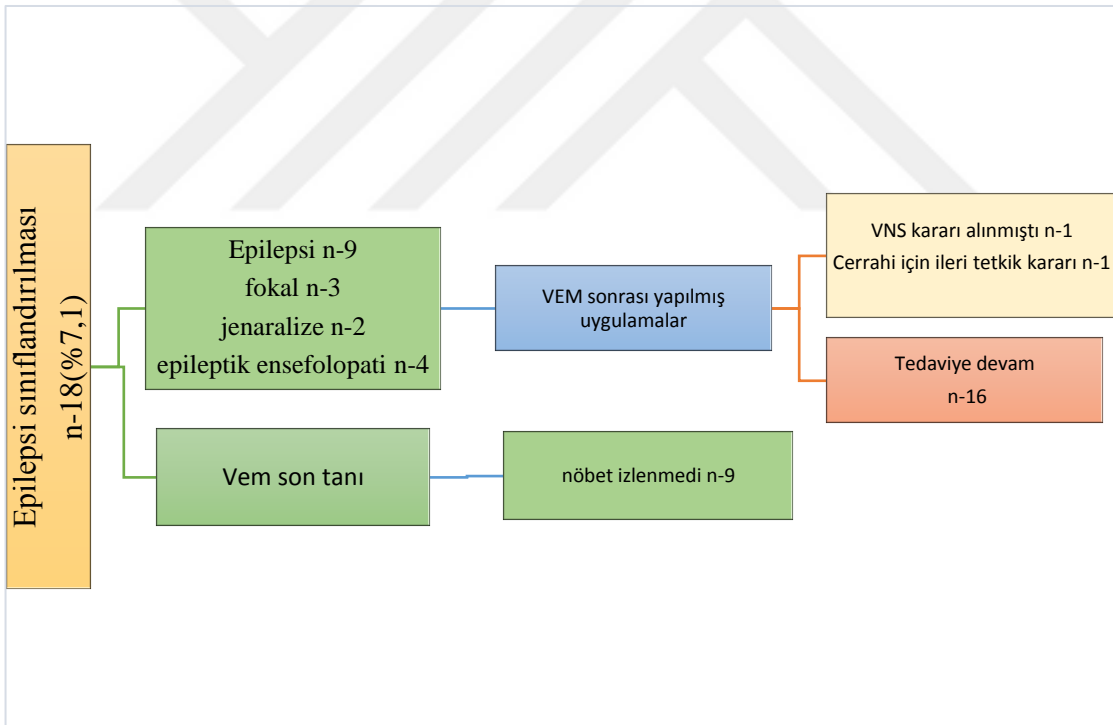 Epilepsi sınıflandırılması
n-18(%7,1)
Epilepsi n-9
fokal n-3
jenaralize n-2
epileptik ensefolopati n-4
VEM sonrası yapılmış
uygulamalar
VNS kararı alınmıştı n-1
Cerrahi için ileri tetkik kararı n-1
Tedaviye devam
n-16
Vem son tanı
nöbet izlenmedi n-9